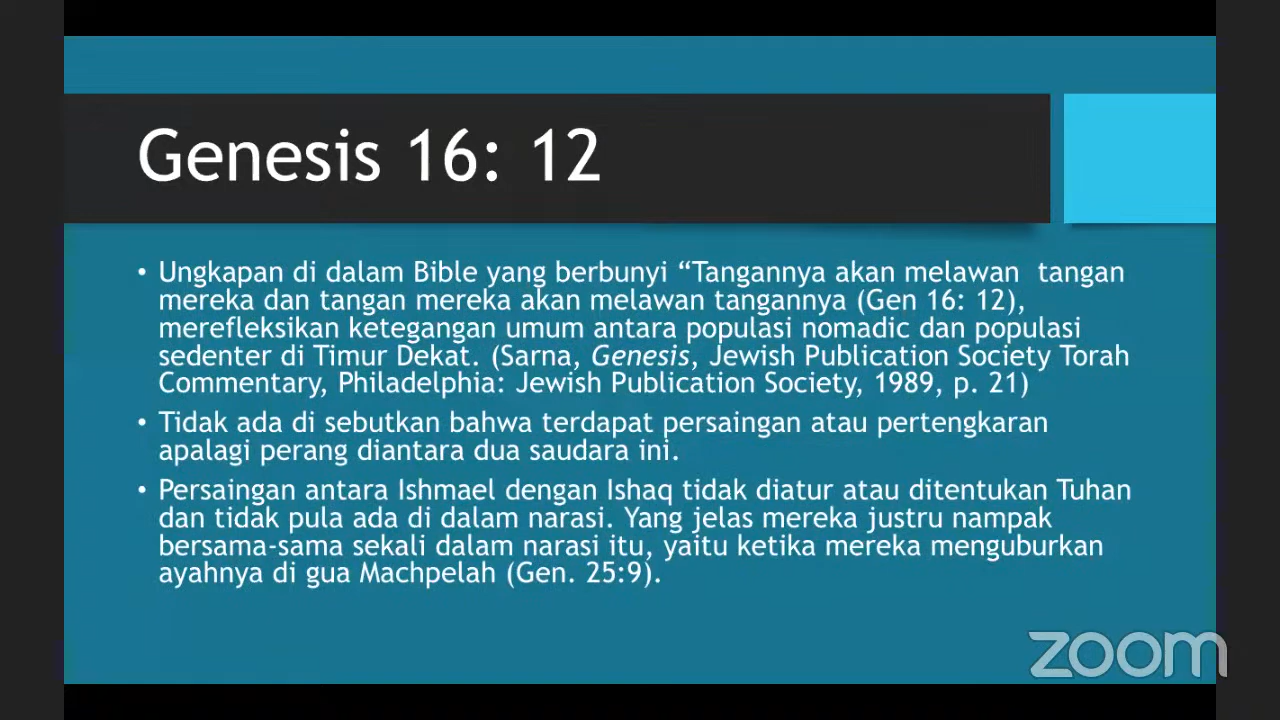 Genesis 16: 12
• Ungkapan di dalam Bible yang berbunyi “Tangannya akan melawan tangan
mereka dan tangan mereka akan melawan tangannya (Gen 16: 12),
merefleksikan ketegangan umum antara populasi nomadic dan populasi
sedenter di Timur Dekat. (Sarna, Genesis, Jewish Publication Society Torah
Commentary, Philadelphia: Jewish Publication Society, 1989, p. 21)
• Tidak ada di sebutkan bahwa terdapat persaingan atau pertengkaran
apalagi perang diantara dua saudara ini.
• Persaingan antara Ishmael dengan Ishaq tidak diatur atau ditentukan Tuhan
dan tidak pula ada di dalam narasi. Yang jelas mereka justru nampak
bersama-sama sekali dalam narasi itu, yaitu ketika mereka menguburkan
ayahnya di gua Machpelah (Gen. 25:9).
zoom